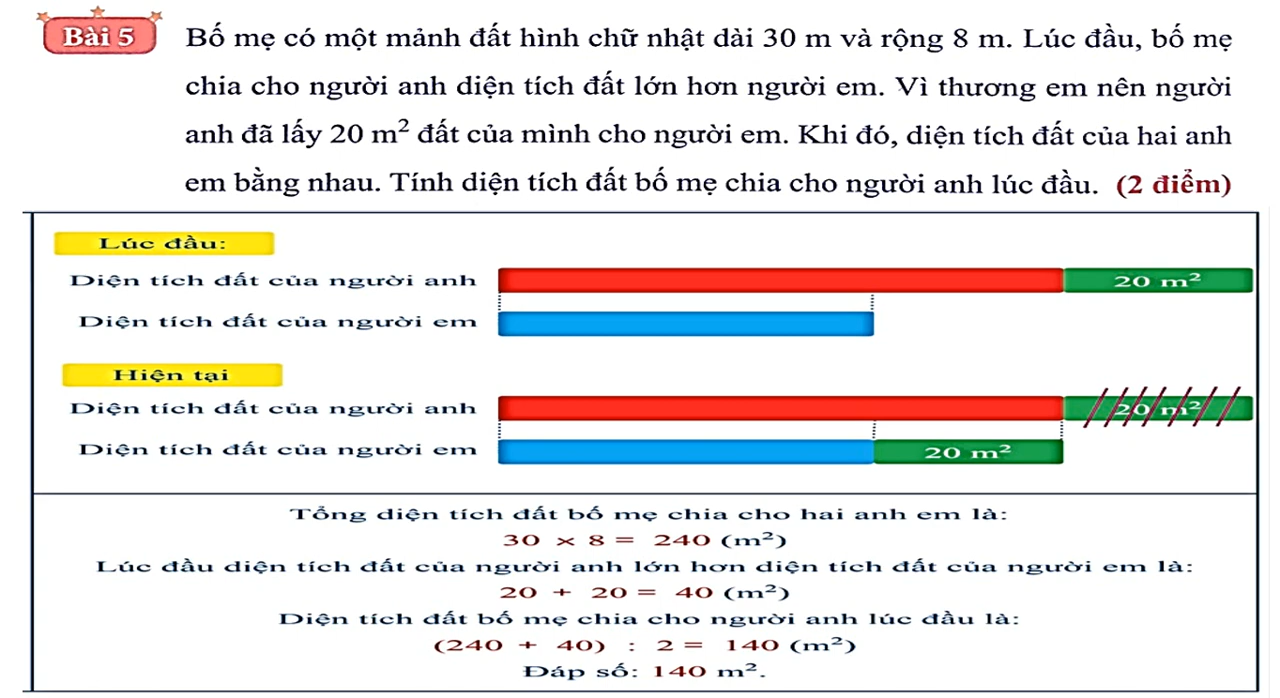 Bài 5
Bố mẹ có một mảnh đất hình chữ nhật dài 30 m và rộng 8 m. Lúc đầu, bố mẹ
chia cho người anh diện tích đất lớn hơn người em. Vì thương em nên người
anh đã lấy 20 m² đất của mình cho người em. Khi đó, diện tích đất của hai anh
em bằng nhau. Tính diện tích đất bố mẹ chia cho người anh lúc đầu. (2 điểm)
Lúc đầu:
Diện tích đất của người anh
20 m²
Diện tích đất của người em
Hiện tại
Diện tích đất của người anh
20 m²
Diện tích đất của người em
20 m²
Tổng diện tích đất bố mẹ chia cho hai anh em là:
30 × 8 = 240 (m²)
Lúc đầu diện tích đất của người anh lớn hơn diện tích đất của người em là:
20 + 20 = 40 (m²)
Diện tích đất bố mẹ chia cho người anh lúc đầu là:
(240 + 40) : 2 = 140 (m²)
Đáp số: 140 m².